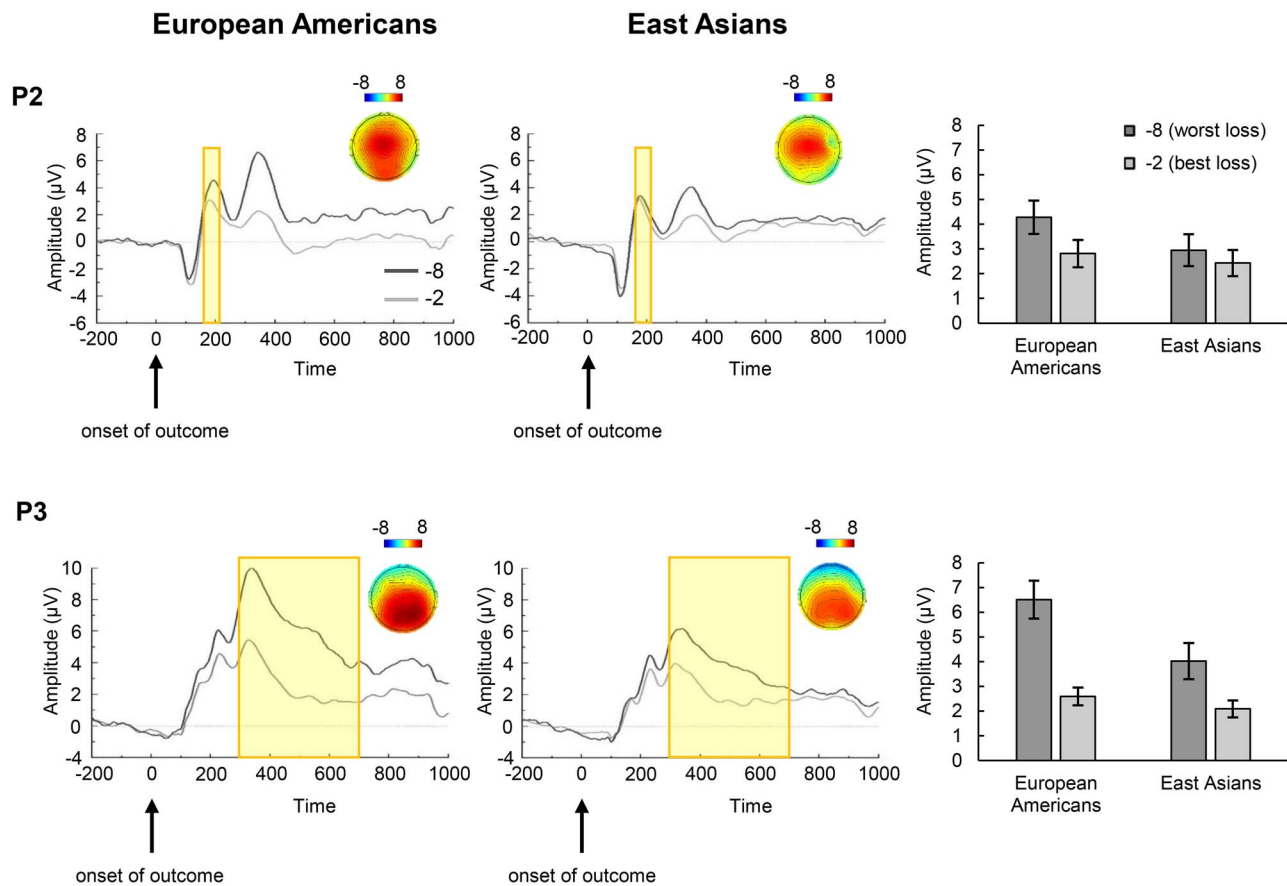 European Americans
East Asians
P2
-8 8
-8 8
8
6
4
2
0
-2
-4
-6
Amplitude (µV)
-8
-2
-200 0 200 400 600 800 1000
Time
onset of outcome
8
6
4
2
0
-2
-4
-6
Amplitude (µV)
-200 0 200 400 600 800 1000
Time
onset of outcome
8
7
6
5
4
3
2
1
0
Amplitude (µV)
-8 (worst loss)
-2 (best loss)
European
Americans
East Asians
P3
-8 8
-8 8
10
8
6
4
2
0
-2
-4
Amplitude (µV)
-200 0 200 400 600 800 1000
Time
onset of outcome
10
8
6
4
2
0
-2
-4
Amplitude (µV)
-200 0 200 400 600 800 1000
Time
onset of outcome
8
7
6
5
4
3
2
1
0
Amplitude (µV)
European
Americans
East Asians